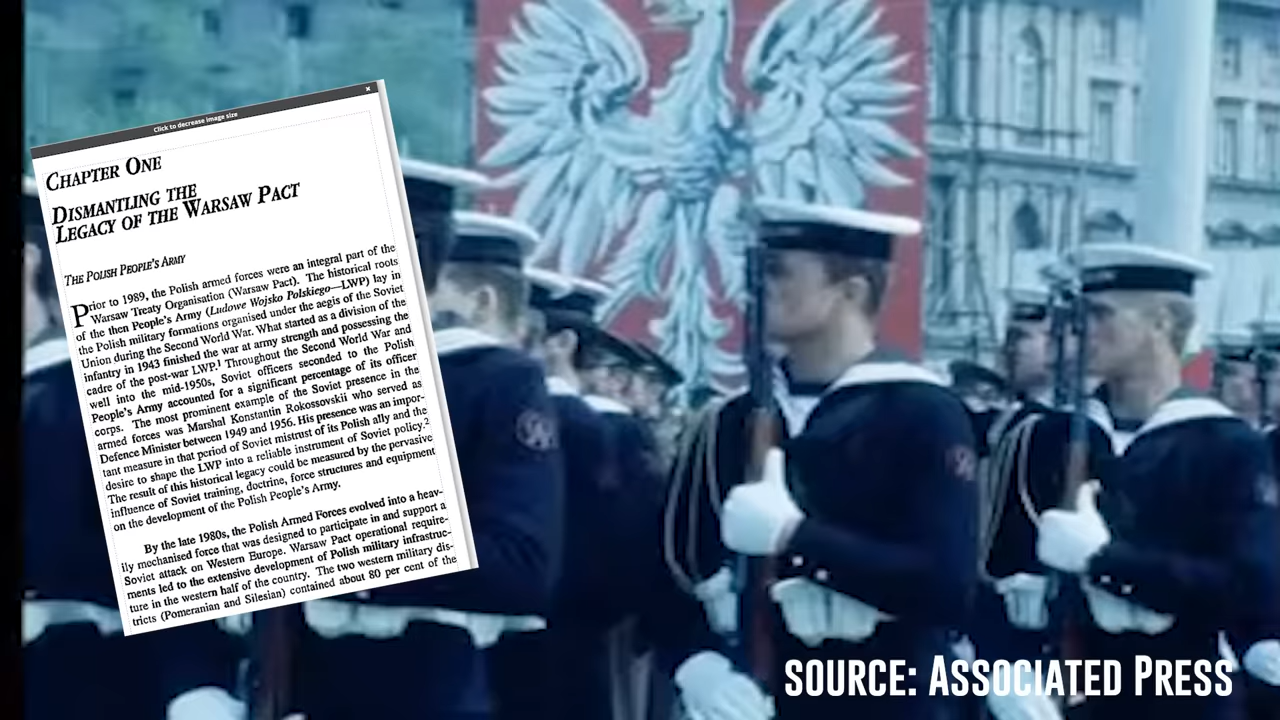 Click to decrease image size
CHAPTER ONE
DISMANTLING THE
LEGACY OF THE WARSAW PACT
THE POLISH PEOPLE'S ARMY
Prior to 1989, the Polish armed forces were an integral part of the
Warsaw Treaty Organisation (Warsaw Pact). The historical roots
of the then People's Army (Ludowe Wojsko Polskiego—LWP) lay in
the Polish military formations organised under the aegis of the Soviet
Union during the Second World War. What started as a division of the
infantry in 1943 finished the war at army strength and possessing the
cadre of the post-war LWP.1 Throughout the Second World War and
well into the mid-1950s, Soviet officers seconded to the Polish
People's Army accounted for a significant percentage of its officer
corps. The most prominent example of the Soviet presence in the
armed forces was Marshal Konstantin Rokossovskii who served as
Defence Minister between 1949 and 1956. His presence was an impor-
tant measure in that period of Soviet mistrust of its Polish ally and the
desire to shape the LWP into a reliable instrument of Soviet policy.2
The result of this historical legacy could be measured by the pervasive
influence of Soviet training, doctrine, force structures and equipment
on the development of the Polish People's Army.
By the late 1980s, the Polish Armed Forces evolved into a heav-
ily mechanised force that was designed to participate in and support a
Soviet attack on Western Europe. Warsaw Pact operational require-
ments led to the extensive development of Polish military infrastruc-
ture in the western half of the country. The two western military dis-
tricts (Pomeranian and Silesian) contained about 80 per cent of the
SOURCE: ASSOCIATED PRESS